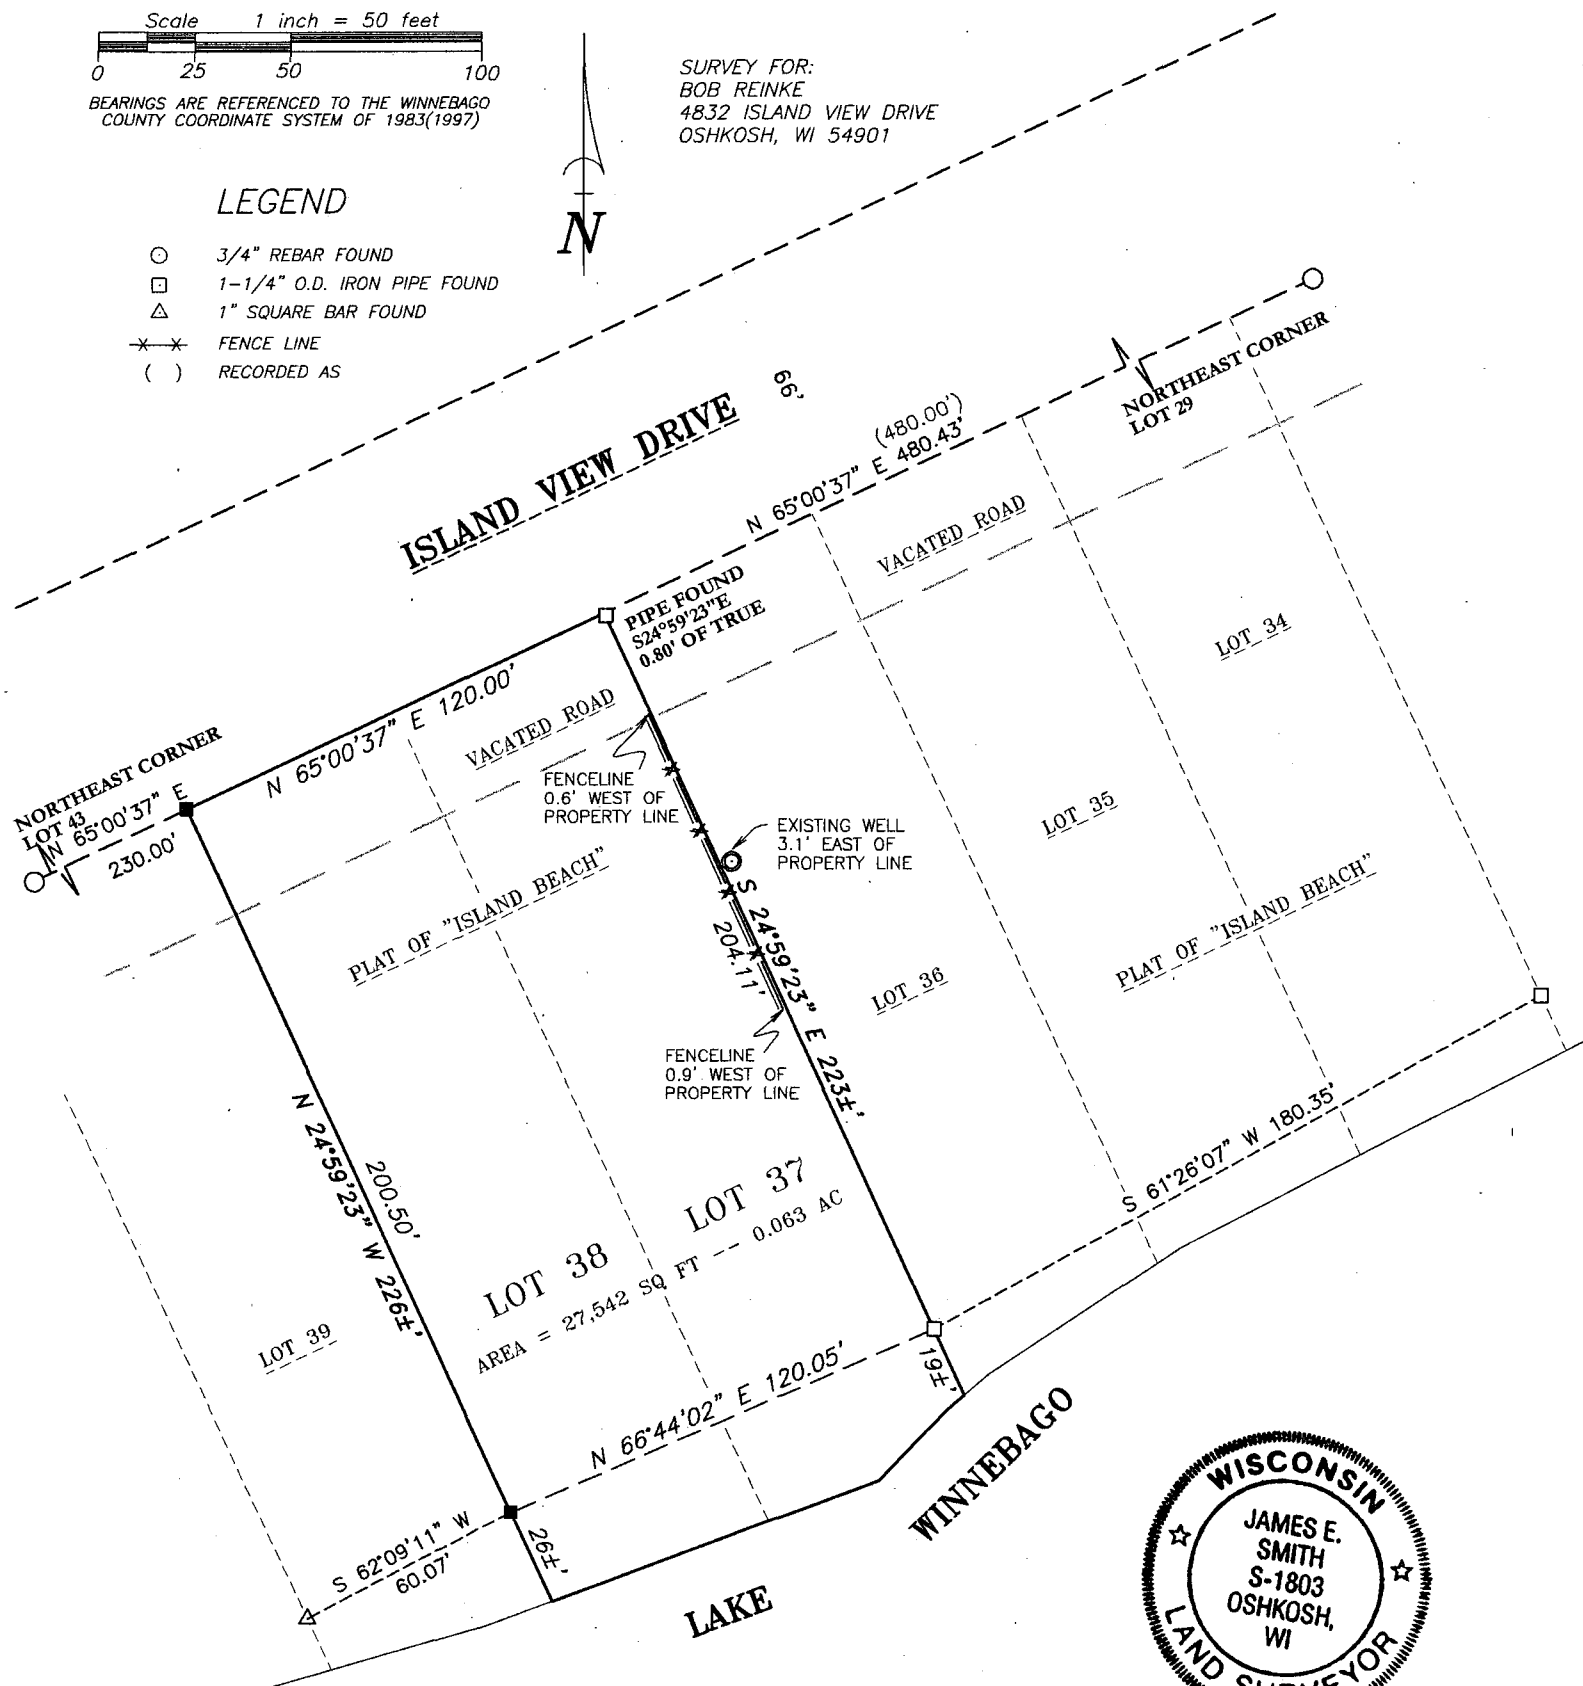 Scale 1 inch = 50 feet
0 25 50 100
BEARINGS ARE REFERENCED TO THE WINNEBAGO
COUNTY COORDINATE SYSTEM OF 1983(1997)
N
SURVEY FOR:
BOB REINKE
4832 ISLAND VIEW DRIVE
OSHKOSH, WI 54901
LEGEND
3/4" REBAR FOUND
1-1/4" O.D. IRON PIPE FOUND
1" SQUARE BAR FOUND
FENCE LINE
( ) RECORDED AS
ISLAND VIEW DRIVE
66'
(480.00')
N 65°00'37" E 480.43'
NORTHEAST CORNER
LOT 29
VACATED ROAD
PIPE FOUND
S24°59'23"E
0.80' OF TRUE
LOT 34
LOT 35
LOT 36
PLAT OF "ISLAND BEACH"
NORTHEAST CORNER
LOT 43
N 65°00'37" E
230.00'
N 65°00'37" E 120.00'
VACATED ROAD
FENCELINE
0.6' WEST OF
PROPERTY LINE
EXISTING WELL
3.1' EAST OF
PROPERTY LINE
PLAT OF "ISLAND BEACH"
S 24°59'23" E 223±'
204.11'
FENCELINE
0.9' WEST OF
PROPERTY LINE
N 24°59'23" W 226±'
200.50'
LOT 37
LOT 38
AREA = 27,542 SQ FT -- 0.063 AC
LOT 39
S 61°26'07" W 180.35'
19±'
N 66°44'02" E 120.05'
S 62°09'11" W
60.07'
26±'
LAKE WINNEBAGO
WISCONSIN
JAMES E.
SMITH
S-1803
OSHKOSH,
WI
LAND SURVEYOR